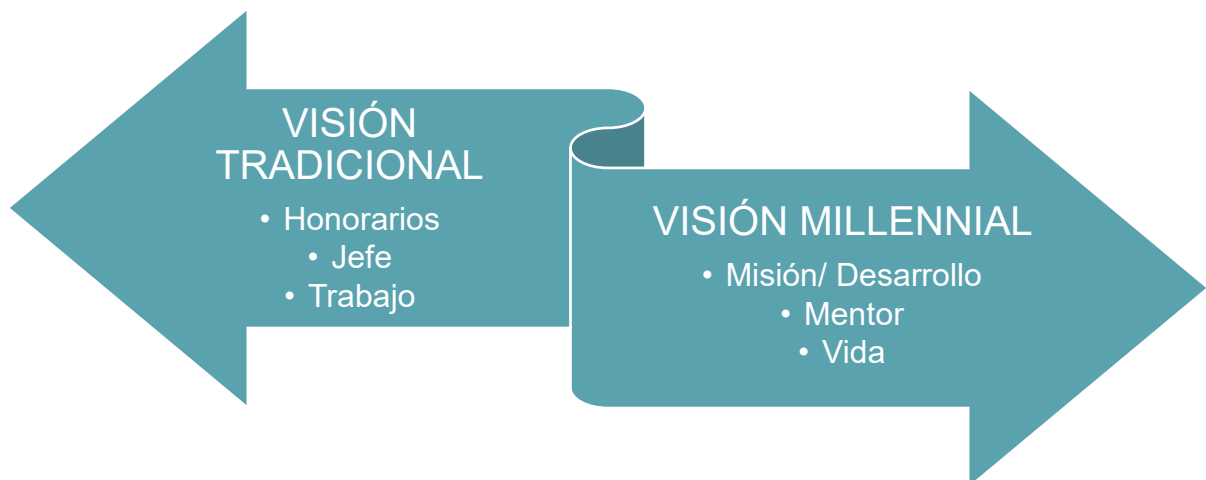 VISIÓN
TRADICIONAL
• Honorarios
• Jefe
• Trabajo
VISIÓN MILLENNIAL
• Misión/ Desarrollo
• Mentor
• Vida